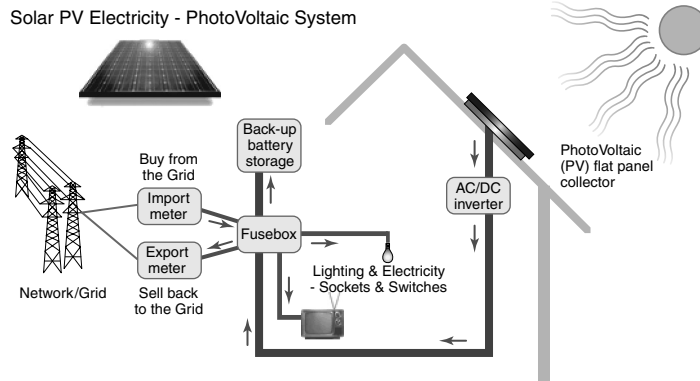 Solar PV Electricity - PhotoVoltaic System
Back-up
battery
storage
PhotoVoltaic
(PV) flat panel
collector
Buy from
the Grid
AC/DC
inverter
Import
meter
Fusebox
Export
meter
Lighting & Electricity
- Sockets & Switches
Network/Grid
Sell back
to the Grid